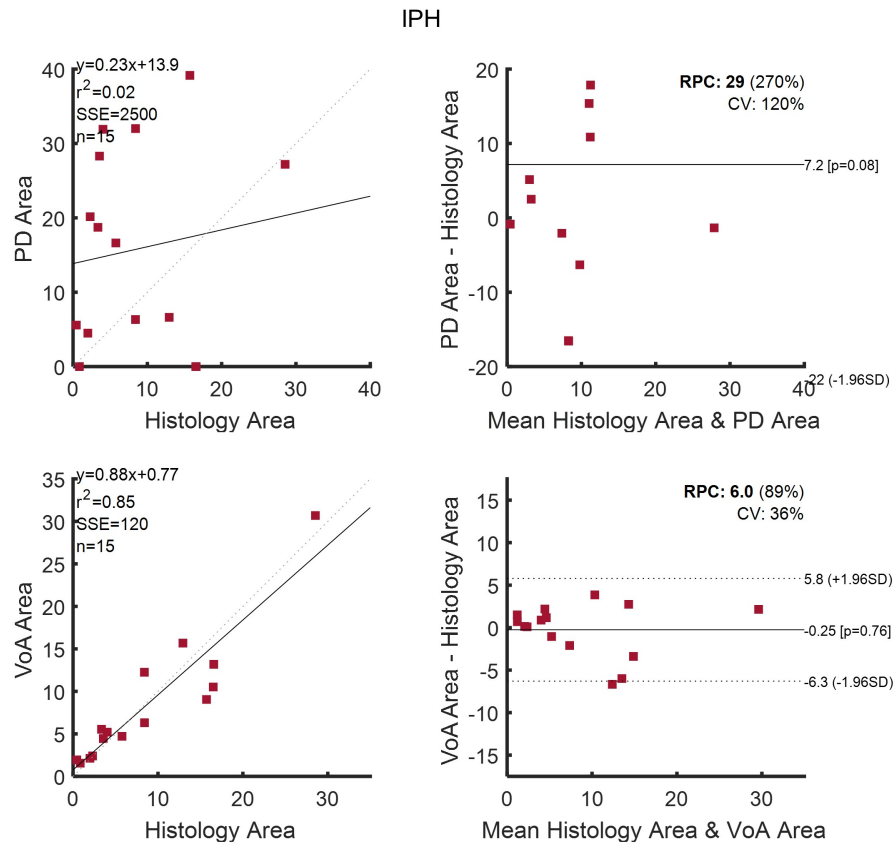 IPH
y=0.23x+13.9
r²=0.02
SSE=2500
n=15
40
30
20
10
0
PD Area
0 10 20 30 40
Histology Area
RPC: 29 (270%)
CV: 120%
20
10
0
-10
-20
PD Area - Histology Area
7.2 [p=0.08]
-22 (-1.96SD)
0 10 20 30 40
Mean Histology Area & PD Area
y=0.88x+0.77
r²=0.85
SSE=120
n=15
35
30
25
20
15
10
5
0
VoA Area
0 10 20 30
Histology Area
RPC: 6.0 (89%)
CV: 36%
15
10
5
0
-5
-10
-15
VoA Area - Histology Area
5.8 (+1.96SD)
-0.25 [p=0.76]
-6.3 (-1.96SD)
0 10 20 30
Mean Histology Area & VoA Area